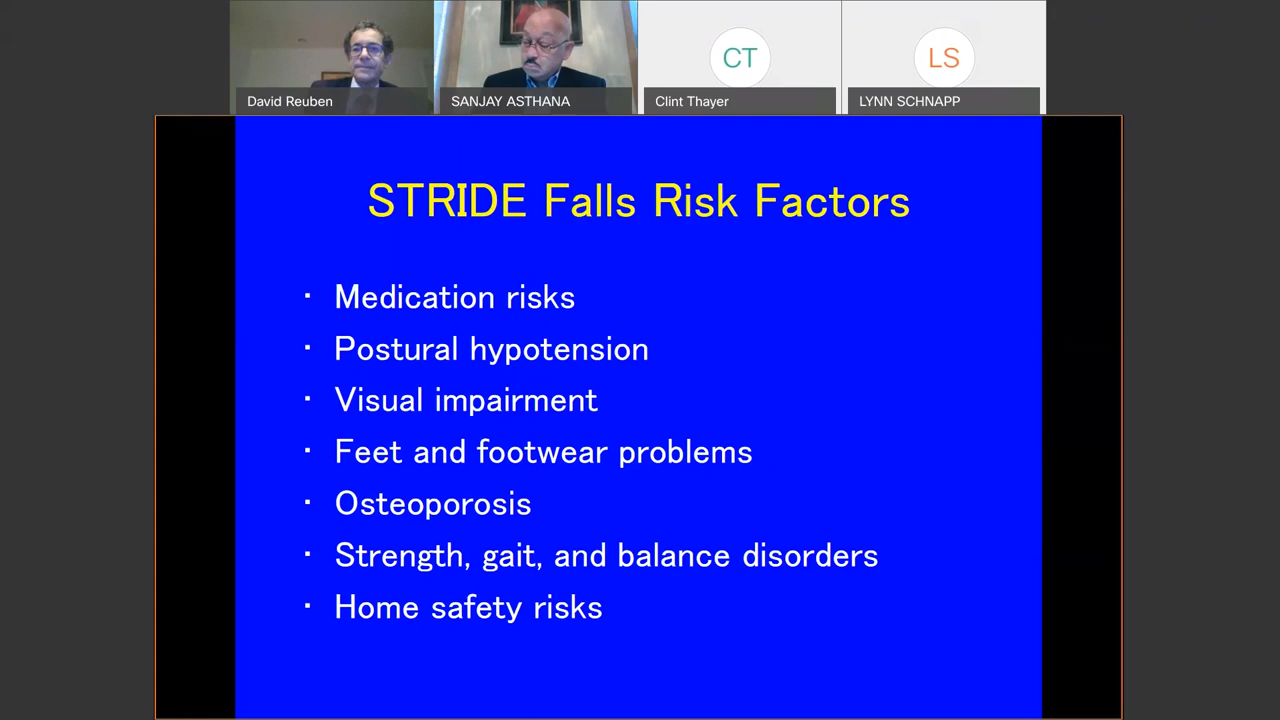 David Reuben
SANJAY ASTHANA
CT
Clint Thayer
LS
LYNN SCHNAPP
STRIDE Falls Risk Factors
· Medication risks
· Postural hypotension
· Visual impairment
· Feet and footwear problems
· Osteoporosis
· Strength, gait, and balance disorders
· Home safety risks